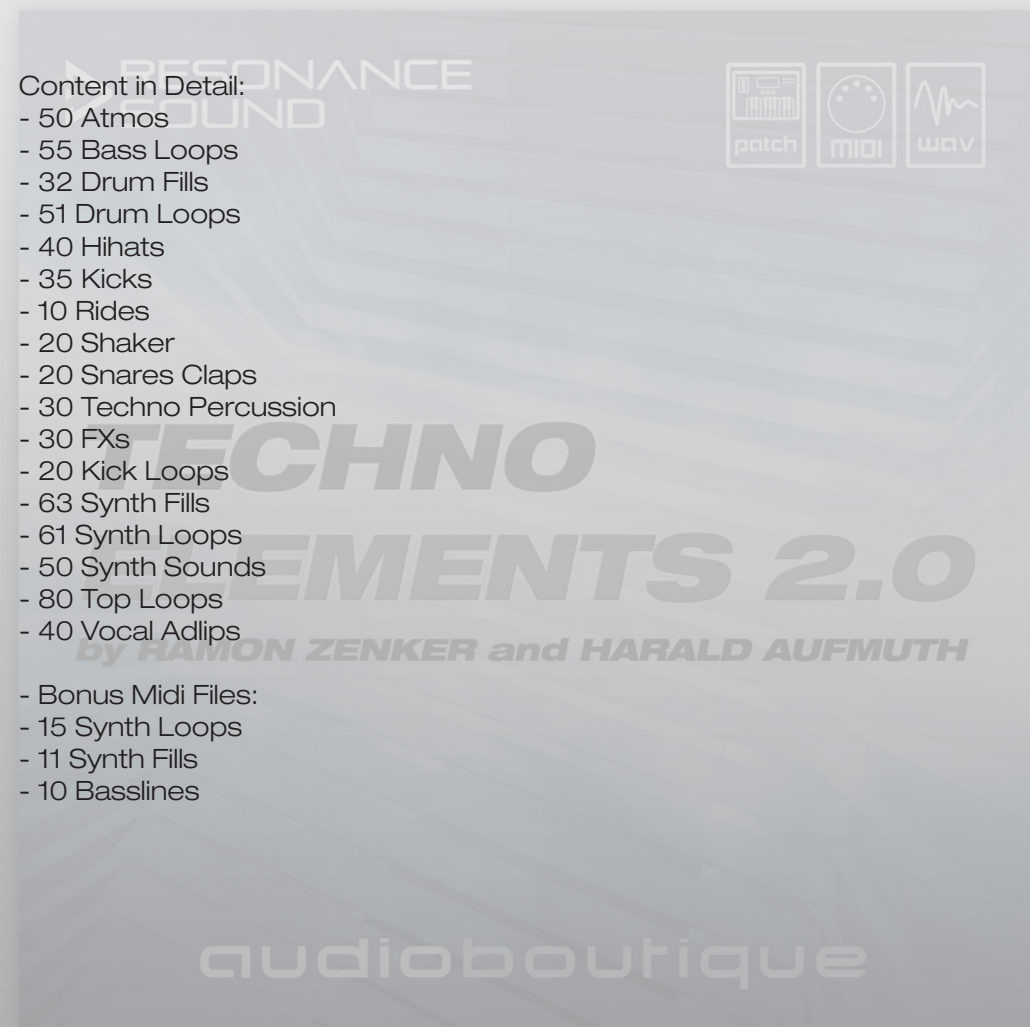 RESONANCE
SOUND
patch
MIDI
wav
Content in Detail:
- 50 Atmos
- 55 Bass Loops
- 32 Drum Fills
- 51 Drum Loops
- 40 Hihats
- 35 Kicks
- 10 Rides
- 20 Shaker
- 20 Snares Claps
- 30 Techno Percussion
- 30 FXs
- 20 Kick Loops
- 63 Synth Fills
- 61 Synth Loops
- 50 Synth Sounds
- 80 Top Loops
- 40 Vocal Adlips
- Bonus Midi Files:
- 15 Synth Loops
- 11 Synth Fills
- 10 Basslines
TECHNO
ELEMENTS 2.0
by RAMON ZENKER and HARALD AUFMUTH
audioboutique